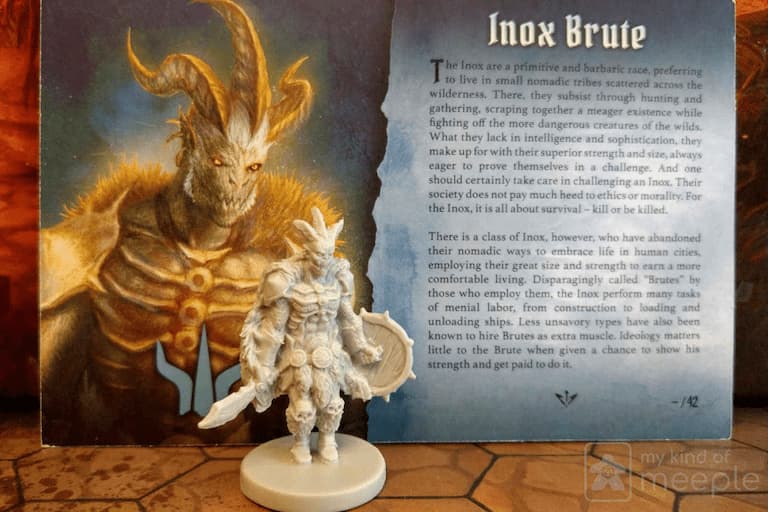 Inox Brute
The Inox are a primitive and barbaric race, preferring
to live in small nomadic tribes scattered across the
wilderness. There, they subsist through hunting and
gathering, scraping together a meager existence while
fighting off the more dangerous creatures of the wilds.
What they lack in intelligence and sophistication, they
make up for with their superior strength and size, always
eager to prove themselves in a challenge. And one
should certainly take care in challenging an Inox. Their
society does not pay much heed to ethics or morality. For
the Inox, it is all about survival – kill or be killed.
There is a class of Inox, however, who have abandoned
their nomadic ways to embrace life in human cities,
employing their great size and strength to earn a more
comfortable living. Disparagingly called "Brutes" by
those who employ them, the Inox perform many tasks
of menial labor, from construction to loading and
unloading ships. Less unsavory types have also been
known to hire Brutes as extra muscle. Ideology matters
little to the Brute when given a chance to show his
strength and get paid to do it.
–/42
my kind of
meeple